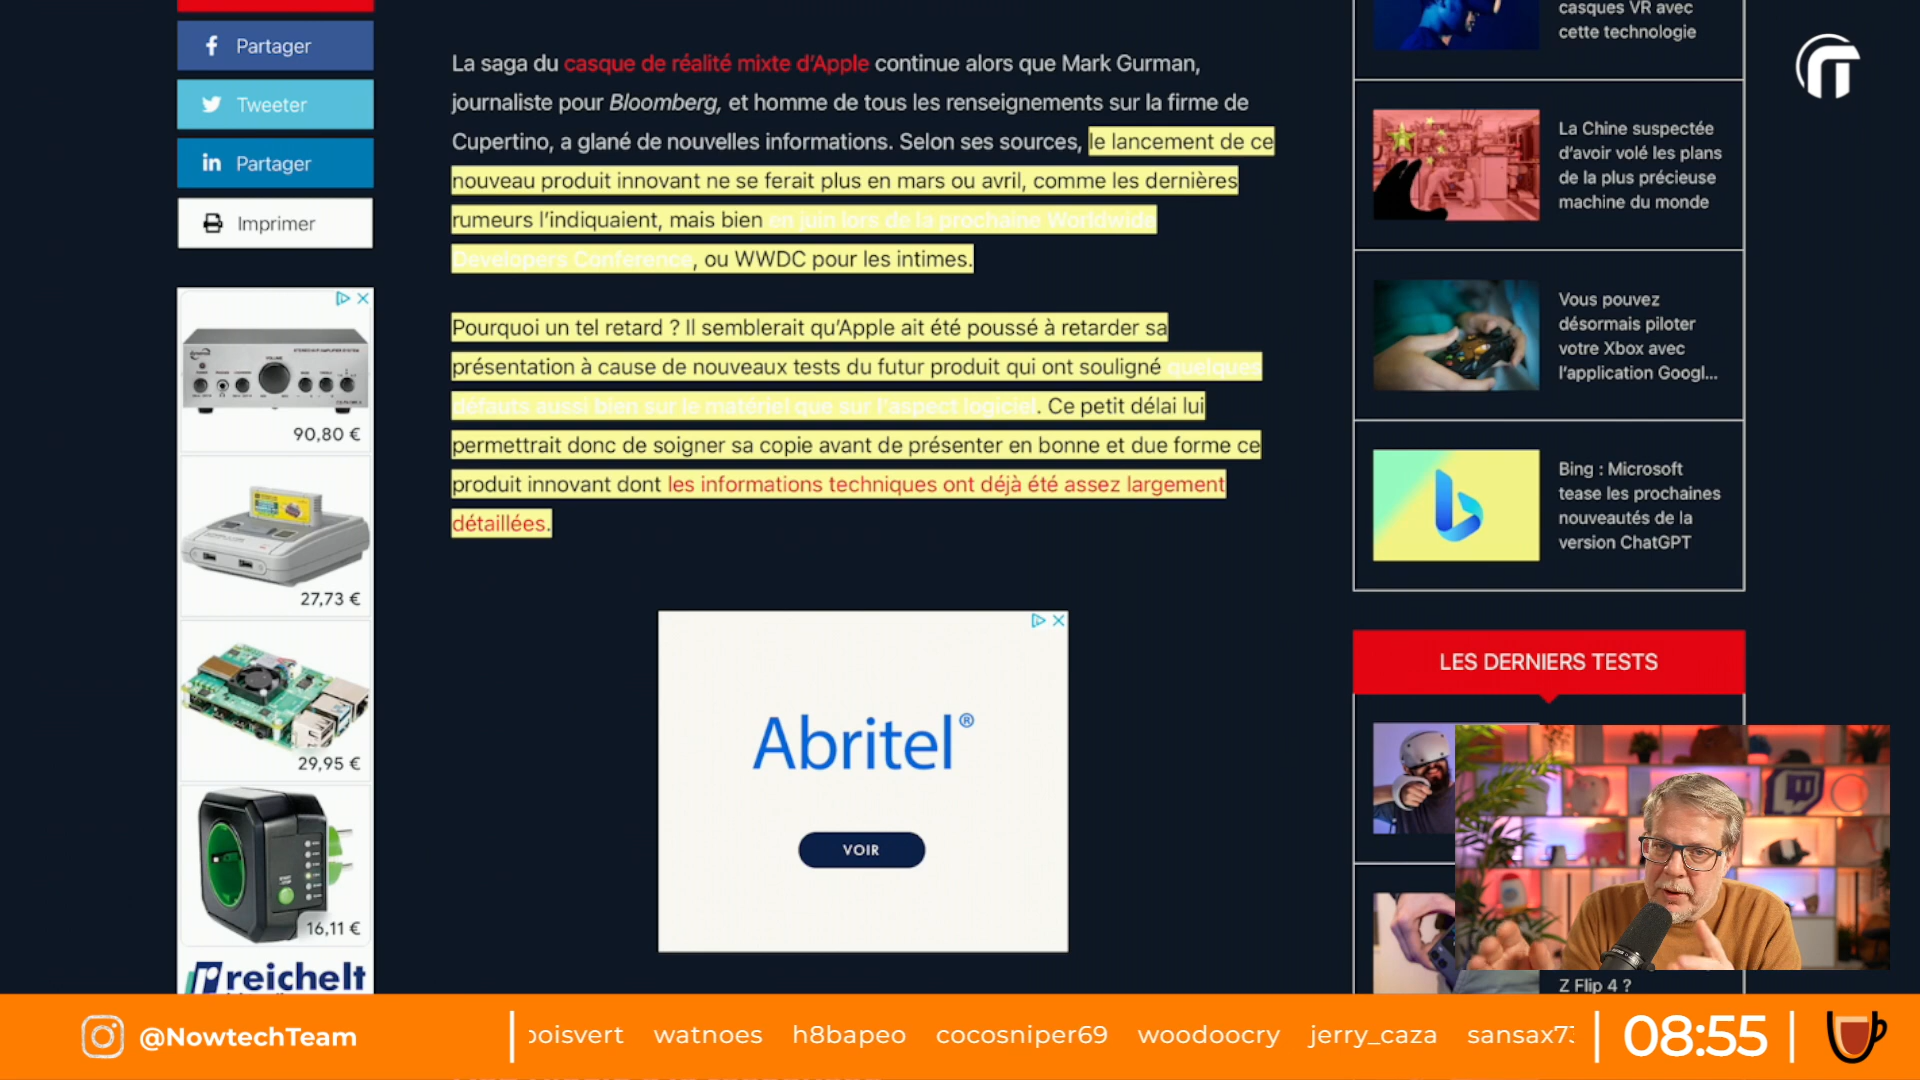 Partager
Tweeter
Partager
Imprimer
90,80 €
27,73 €
29,95 €
16,11 €
reichelt
La saga du casque de réalité mixte d'Apple continue alors que Mark Gurman,
journaliste pour Bloomberg, et homme de tous les renseignements sur la firme de
Cupertino, a glané de nouvelles informations. Selon ses sources, le lancement de ce
nouveau produit innovant ne se ferait plus en mars ou avril, comme les dernières
rumeurs l'indiquaient, mais bien en juin lors de la prochaine Worldwide
Developers Conference, ou WWDC pour les intimes.
Pourquoi un tel retard ? Il semblerait qu'Apple ait été poussé à retarder sa
présentation à cause de nouveaux tests du futur produit qui ont souligné quelques
défauts aussi bien sur le matériel que sur l'aspect logiciel. Ce petit délai lui
permettrait donc de soigner sa copie avant de présenter en bonne et due forme ce
produit innovant dont les informations techniques ont déjà été assez largement
détaillées.
Abritel®
VOIR
casques VR avec
cette technologie
La Chine suspectée
d'avoir volé les plans
de la plus précieuse
machine du monde
Vous pouvez
désormais piloter
votre Xbox avec
l'application Googl...
Bing : Microsoft
tease les prochaines
nouveautés de la
version ChatGPT
LES DERNIERS TESTS
Z Flip 4 ?
@NowtechTeam
oisvert watnoes h8bapeo cocosniper69 woodoocry jerry_caza sansax7
08:55